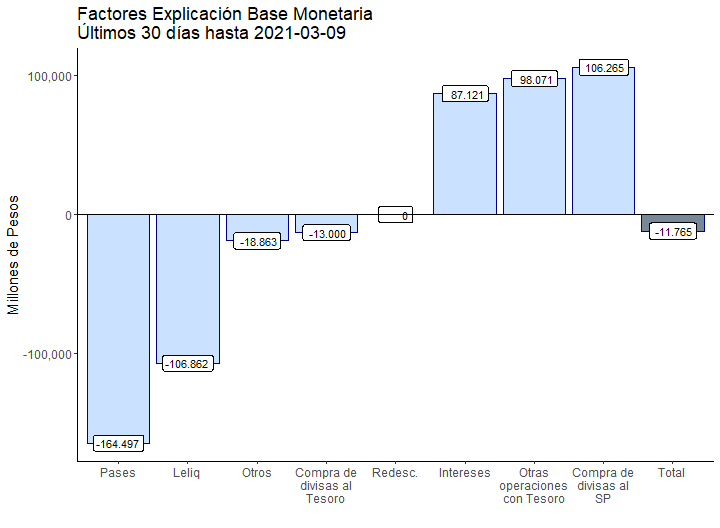 Factores Explicación Base Monetaria
Últimos 30 días hasta 2021-03-09
Millones de Pesos
100,000
0
-100,000
-164.497
-106.862
-18.863
-13.000
0
87.121
98.071
106.265
-11.765
Pases
Leliq
Otros
Compra de
divisas al
Tesoro
Redesc.
Intereses
Otras
operaciones
con Tesoro
Compra de
divisas al
SP
Total